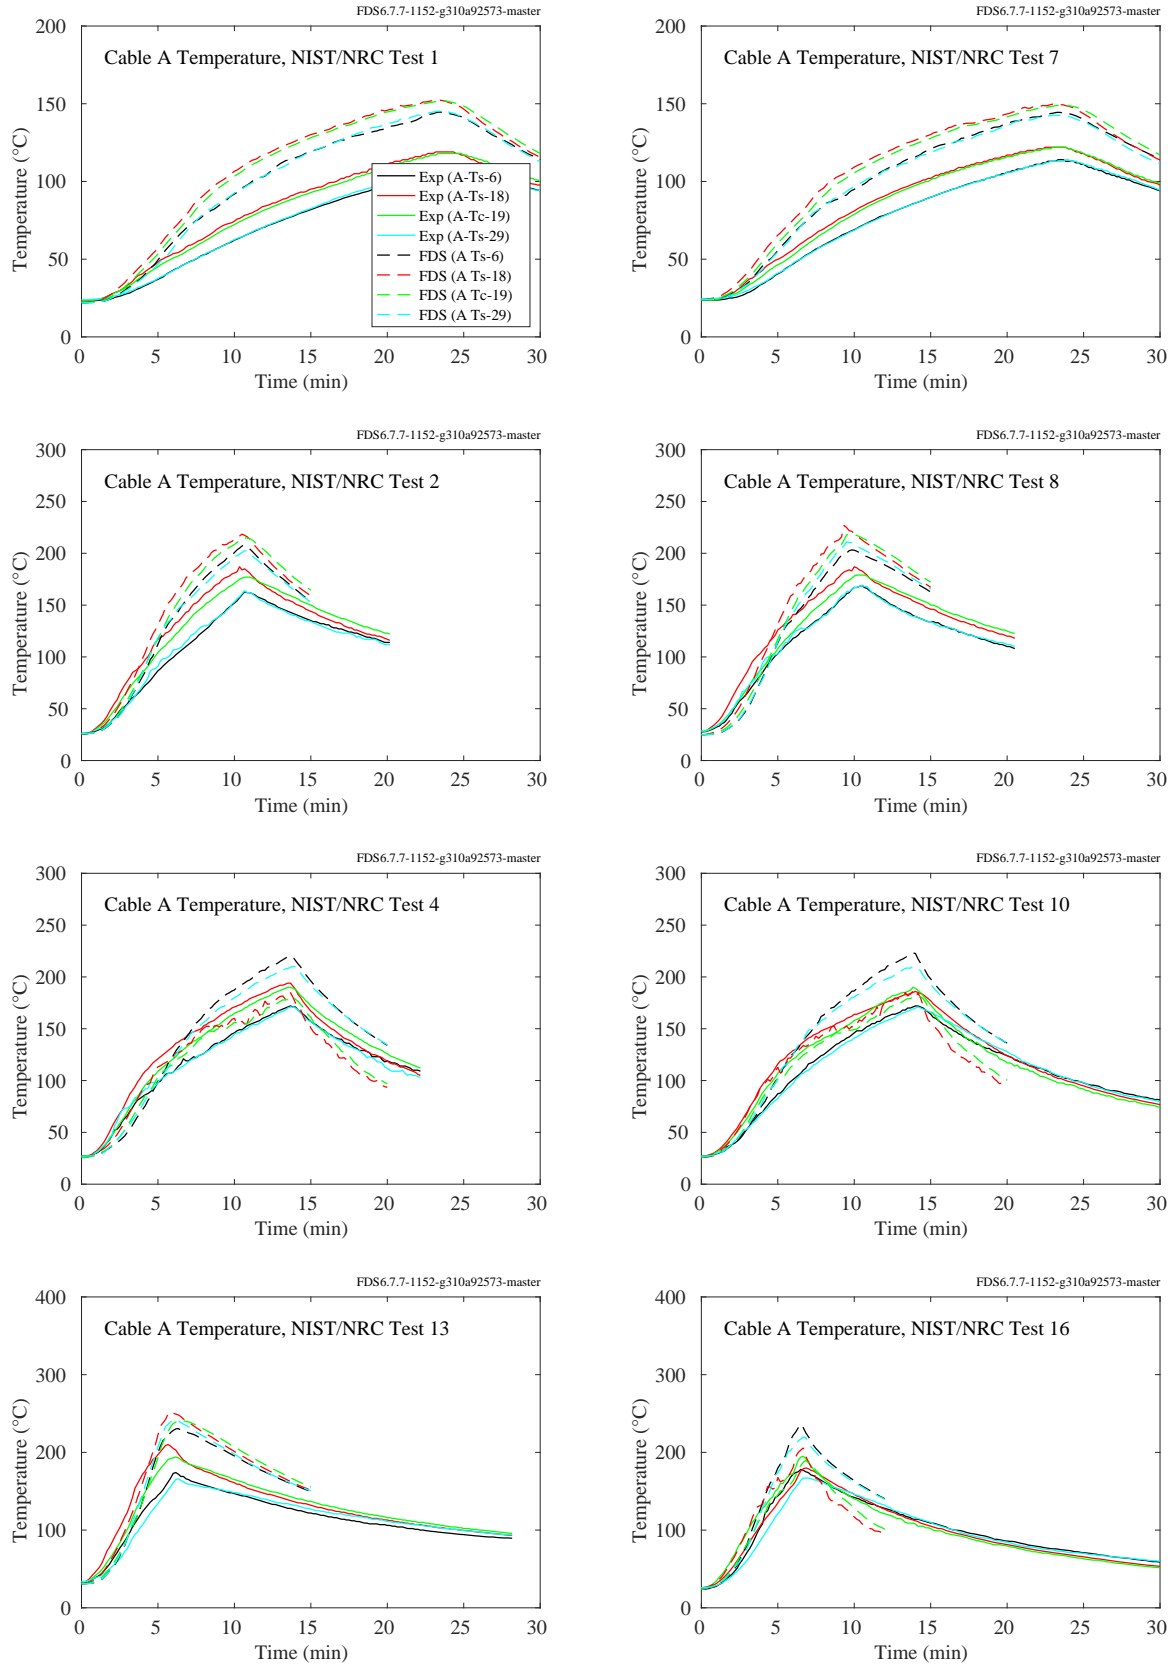 FDS6.7.7-1152-g310a92573-master
Cable A Temperature, NIST/NRC Test 1
Temperature (°C)
200
150
100
50
0
Exp (A-Ts-6)
Exp (A-Ts-18)
Exp (A-Tc-19)
Exp (A-Ts-29)
FDS (A Ts-6)
FDS (A Ts-18)
FDS (A Tc-19)
FDS (A Ts-29)
0 5 10 15 20 25 30
Time (min)
FDS6.7.7-1152-g310a92573-master
Cable A Temperature, NIST/NRC Test 7
Temperature (°C)
200
150
100
50
0
0 5 10 15 20 25 30
Time (min)
FDS6.7.7-1152-g310a92573-master
Cable A Temperature, NIST/NRC Test 2
Temperature (°C)
300
250
200
150
100
50
0
0 5 10 15 20 25 30
Time (min)
FDS6.7.7-1152-g310a92573-master
Cable A Temperature, NIST/NRC Test 8
Temperature (°C)
300
250
200
150
100
50
0
0 5 10 15 20 25 30
Time (min)
FDS6.7.7-1152-g310a92573-master
Cable A Temperature, NIST/NRC Test 4
Temperature (°C)
300
250
200
150
100
50
0
0 5 10 15 20 25 30
Time (min)
FDS6.7.7-1152-g310a92573-master
Cable A Temperature, NIST/NRC Test 10
Temperature (°C)
300
250
200
150
100
50
0
0 5 10 15 20 25 30
Time (min)
FDS6.7.7-1152-g310a92573-master
Cable A Temperature, NIST/NRC Test 13
Temperature (°C)
400
300
200
100
0
0 5 10 15 20 25 30
Time (min)
FDS6.7.7-1152-g310a92573-master
Cable A Temperature, NIST/NRC Test 16
Temperature (°C)
400
300
200
100
0
0 5 10 15 20 25 30
Time (min)